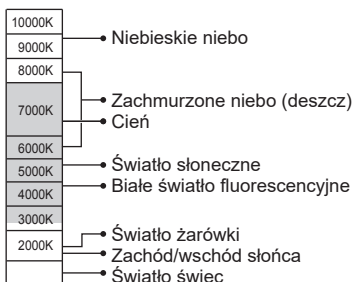 10000K
9000K
8000K
7000K
6000K
5000K
4000K
3000K
2000K
Niebieskie niebo
Zachmurzone niebo (deszcz)
Cień
Światło słoneczne
Białe światło fluorescencyjne
Światło żarówki
Zachód/wschód słońca
Światło świec